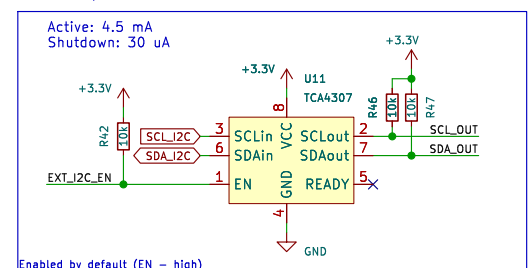 Active: 4.5 mA
Shutdown: 30 uA
+3.3V
+3.3V
U11
TCA4307
+3.3V
R42
10k
R46
10k
R47
10k
SCL_I2C
3
SCLin
VCC
8
SCLout
2
SCL_OUT
SDA_I2C
6
SDAin
SDAout
7
SDA_OUT
EXT_I2C_EN
1
EN
GND
4
READY
5
GND
Enabled by default (EN - high)